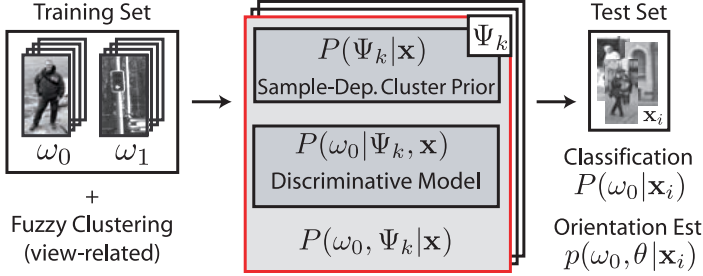 Training Set
ω₀ ω₁
+
Fuzzy Clustering
(view-related)
Ψₖ
P(Ψₖ|x)
Sample-Dep. Cluster Prior
P(ω₀|Ψₖ, x)
Discriminative Model
P(ω₀, Ψₖ|x)
Test Set
xᵢ
Classification
P(ω₀|xᵢ)
Orientation Est
p(ω₀, θ|xᵢ)